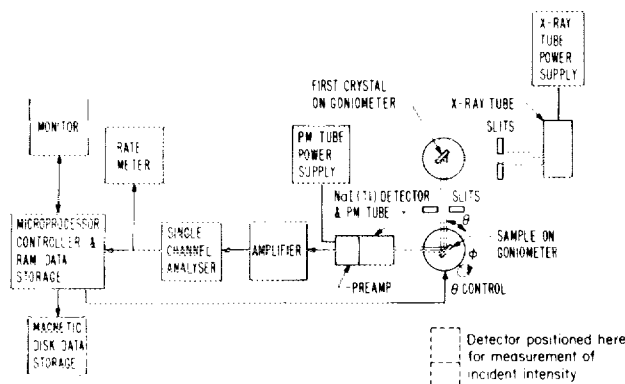 X-RAY
TUBE
POWER
SUPPLY
FIRST CRYSTAL
ON GONIOMETER
X-RAY TUBE
SLITS
MONITOR
RATE
METER
PM TUBE
POWER
SUPPLY
NaI(Tl) DETECTOR
& PM TUBE
SLITS
θ
MICROPROCESSOR
CONTROLLER &
RAM DATA
STORAGE
SINGLE
CHANNEL
ANALYSER
AMPLIFIER
SAMPLE ON
GONIOMETER
φ
PREAMP
θ CONTROL
MAGNETIC
DISK DATA
STORAGE
Detector positioned here
for measurement of
incident intensity